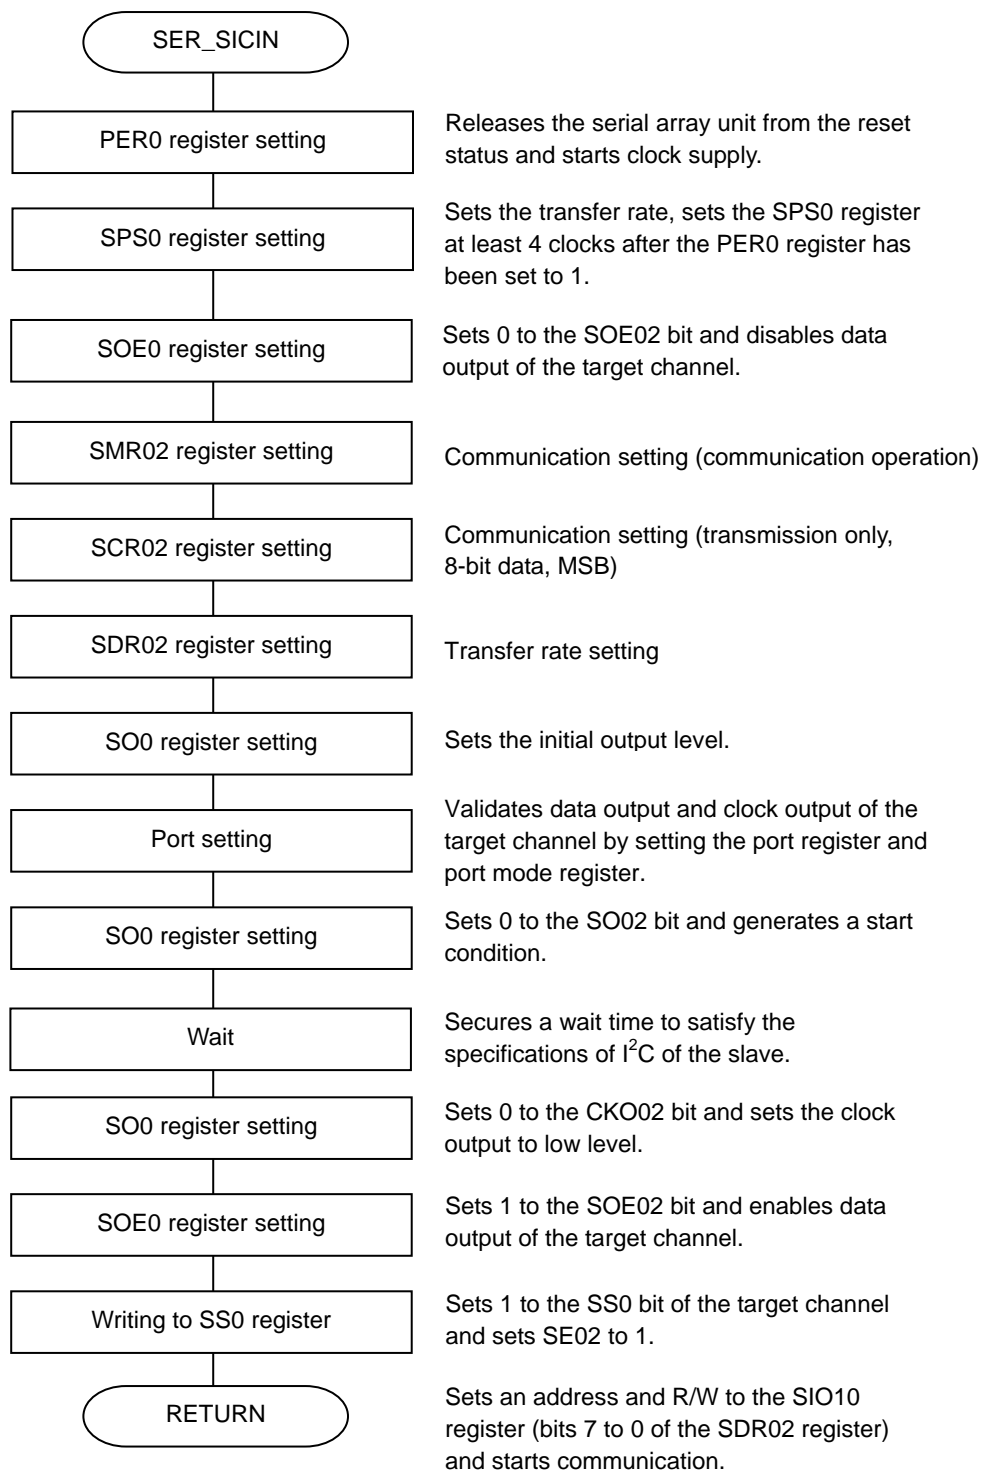 SER_SICIN
PER0 register setting
Releases the serial array unit from the reset
status and starts clock supply.
SPS0 register setting
Sets the transfer rate, sets the SPS0 register
at least 4 clocks after the PER0 register has
been set to 1.
SOE0 register setting
Sets 0 to the SOE02 bit and disables data
output of the target channel.
SMR02 register setting
Communication setting (communication operation)
SCR02 register setting
Communication setting (transmission only,
8-bit data, MSB)
SDR02 register setting
Transfer rate setting
SO0 register setting
Sets the initial output level.
Port setting
Validates data output and clock output of the
target channel by setting the port register and
port mode register.
SO0 register setting
Sets 0 to the SO02 bit and generates a start
condition.
Wait
Secures a wait time to satisfy the
specifications of I²C of the slave.
SO0 register setting
Sets 0 to the CKO02 bit and sets the clock
output to low level.
SOE0 register setting
Sets 1 to the SOE02 bit and enables data
output of the target channel.
Writing to SS0 register
Sets 1 to the SS0 bit of the target channel
and sets SE02 to 1.
RETURN
Sets an address and R/W to the SIO10
register (bits 7 to 0 of the SDR02 register)
and starts communication.